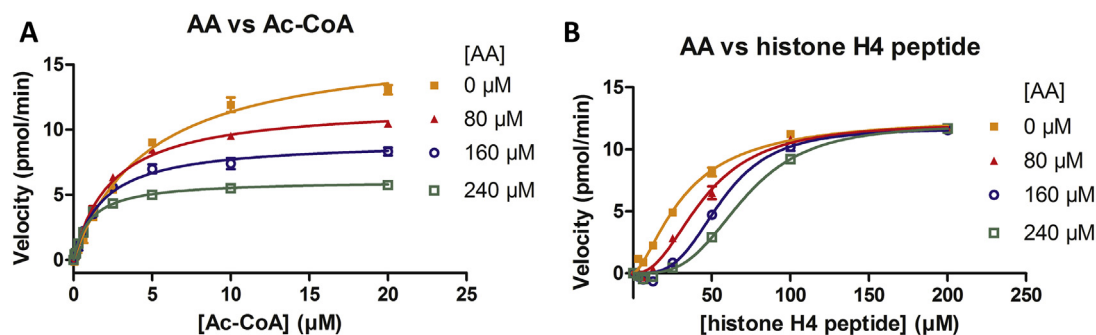 A
AA vs Ac-CoA
Velocity (pmol/min)
15
10
5
0
0 5 10 15 20 25
[Ac-CoA] (µM)
[AA]
0 µM
80 µM
160 µM
240 µM
B
AA vs histone H4 peptide
Velocity (pmol/min)
15
10
5
0
50 100 150 200 250
[histone H4 peptide] (µM)
[AA]
0 µM
80 µM
160 µM
240 µM